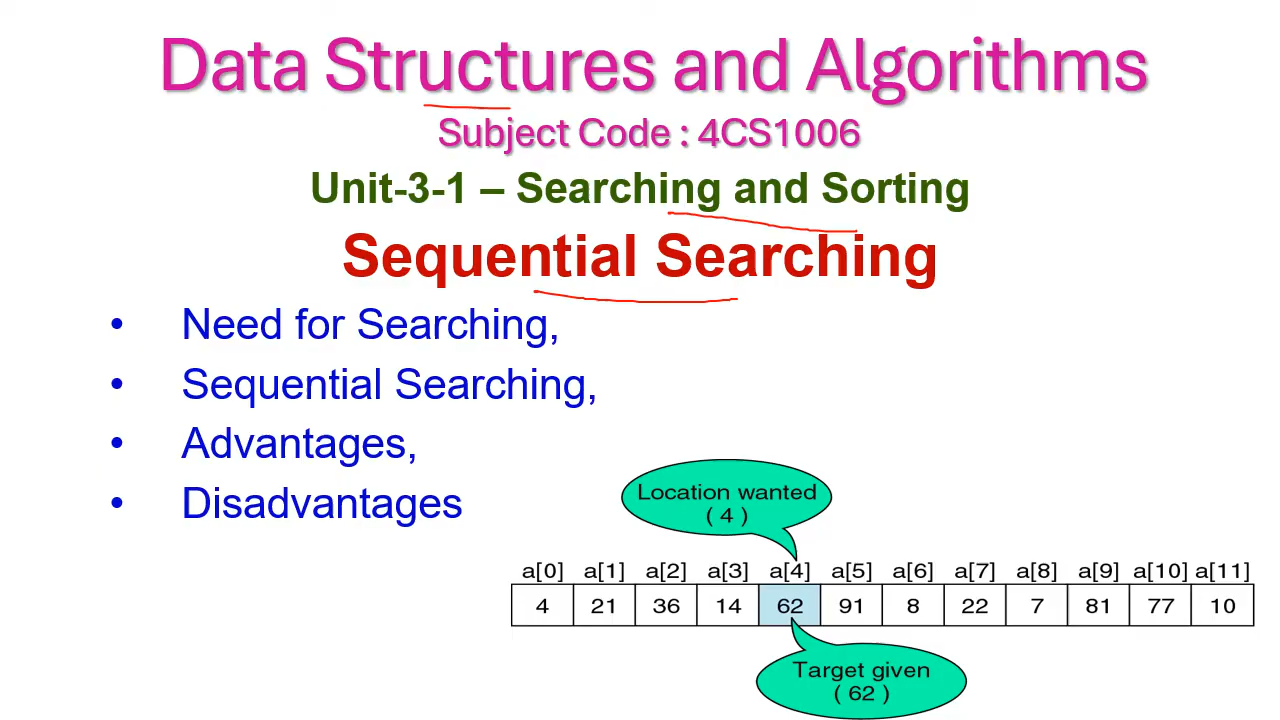 Data Structures and Algorithms
Subject Code : 4CS1006
Unit-3-1 – Searching and Sorting
Sequential Searching
• Need for Searching,
• Sequential Searching,
• Advantages,
• Disadvantages
Location wanted
( 4 )
a[0] a[1] a[2] a[3] a[4] a[5] a[6] a[7] a[8] a[9] a[10] a[11]
4 21 36 14 62 91 8 22 7 81 77 10
Target given
( 62 )